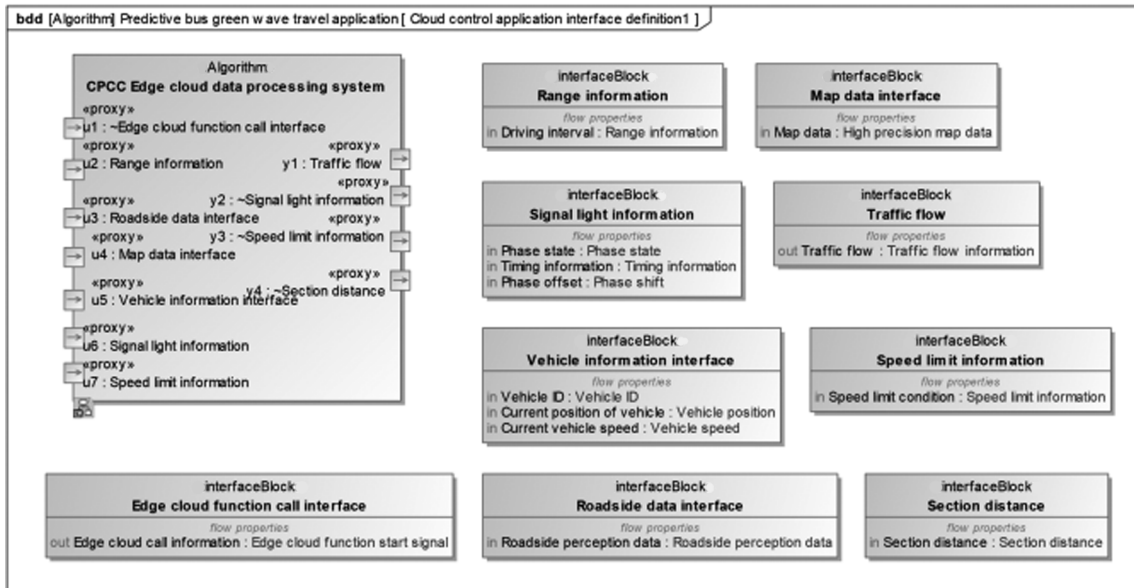 bdd [Algorithm] Predictive bus green wave travel application [ Cloud control application interface definition1 ]
Algorithm
CPCC Edge cloud data processing system
«proxy»
u1 : ~Edge cloud function call interface
«proxy»
u2 : Range information
«proxy»
y1 : Traffic flow
«proxy»
y2 : ~Signal light information
«proxy»
u3 : Roadside data interface
«proxy»
y3 : ~Speed limit information
«proxy»
u4 : Map data interface
«proxy»
y4 : ~Section distance
«proxy»
u5 : Vehicle information interface
«proxy»
u6 : Signal light information
«proxy»
u7 : Speed limit information
interfaceBlock
Range information
flow properties
in Driving interval : Range information
interfaceBlock
Map data interface
flow properties
in Map data : High precision map data
interfaceBlock
Signal light information
flow properties
in Phase state : Phase state
in Timing information : Timing information
in Phase offset : Phase shift
interfaceBlock
Traffic flow
flow properties
out Traffic flow : Traffic flow information
interfaceBlock
Vehicle information interface
flow properties
in Vehicle ID : Vehicle ID
in Current position of vehicle : Vehicle position
in Current vehicle speed : Vehicle speed
interfaceBlock
Speed limit information
flow properties
in Speed limit condition : Speed limit information
interfaceBlock
Edge cloud function call interface
flow properties
out Edge cloud call information : Edge cloud function start signal
interfaceBlock
Roadside data interface
flow properties
in Roadside perception data : Roadside perception data
interfaceBlock
Section distance
flow properties
in Section distance : Section distance